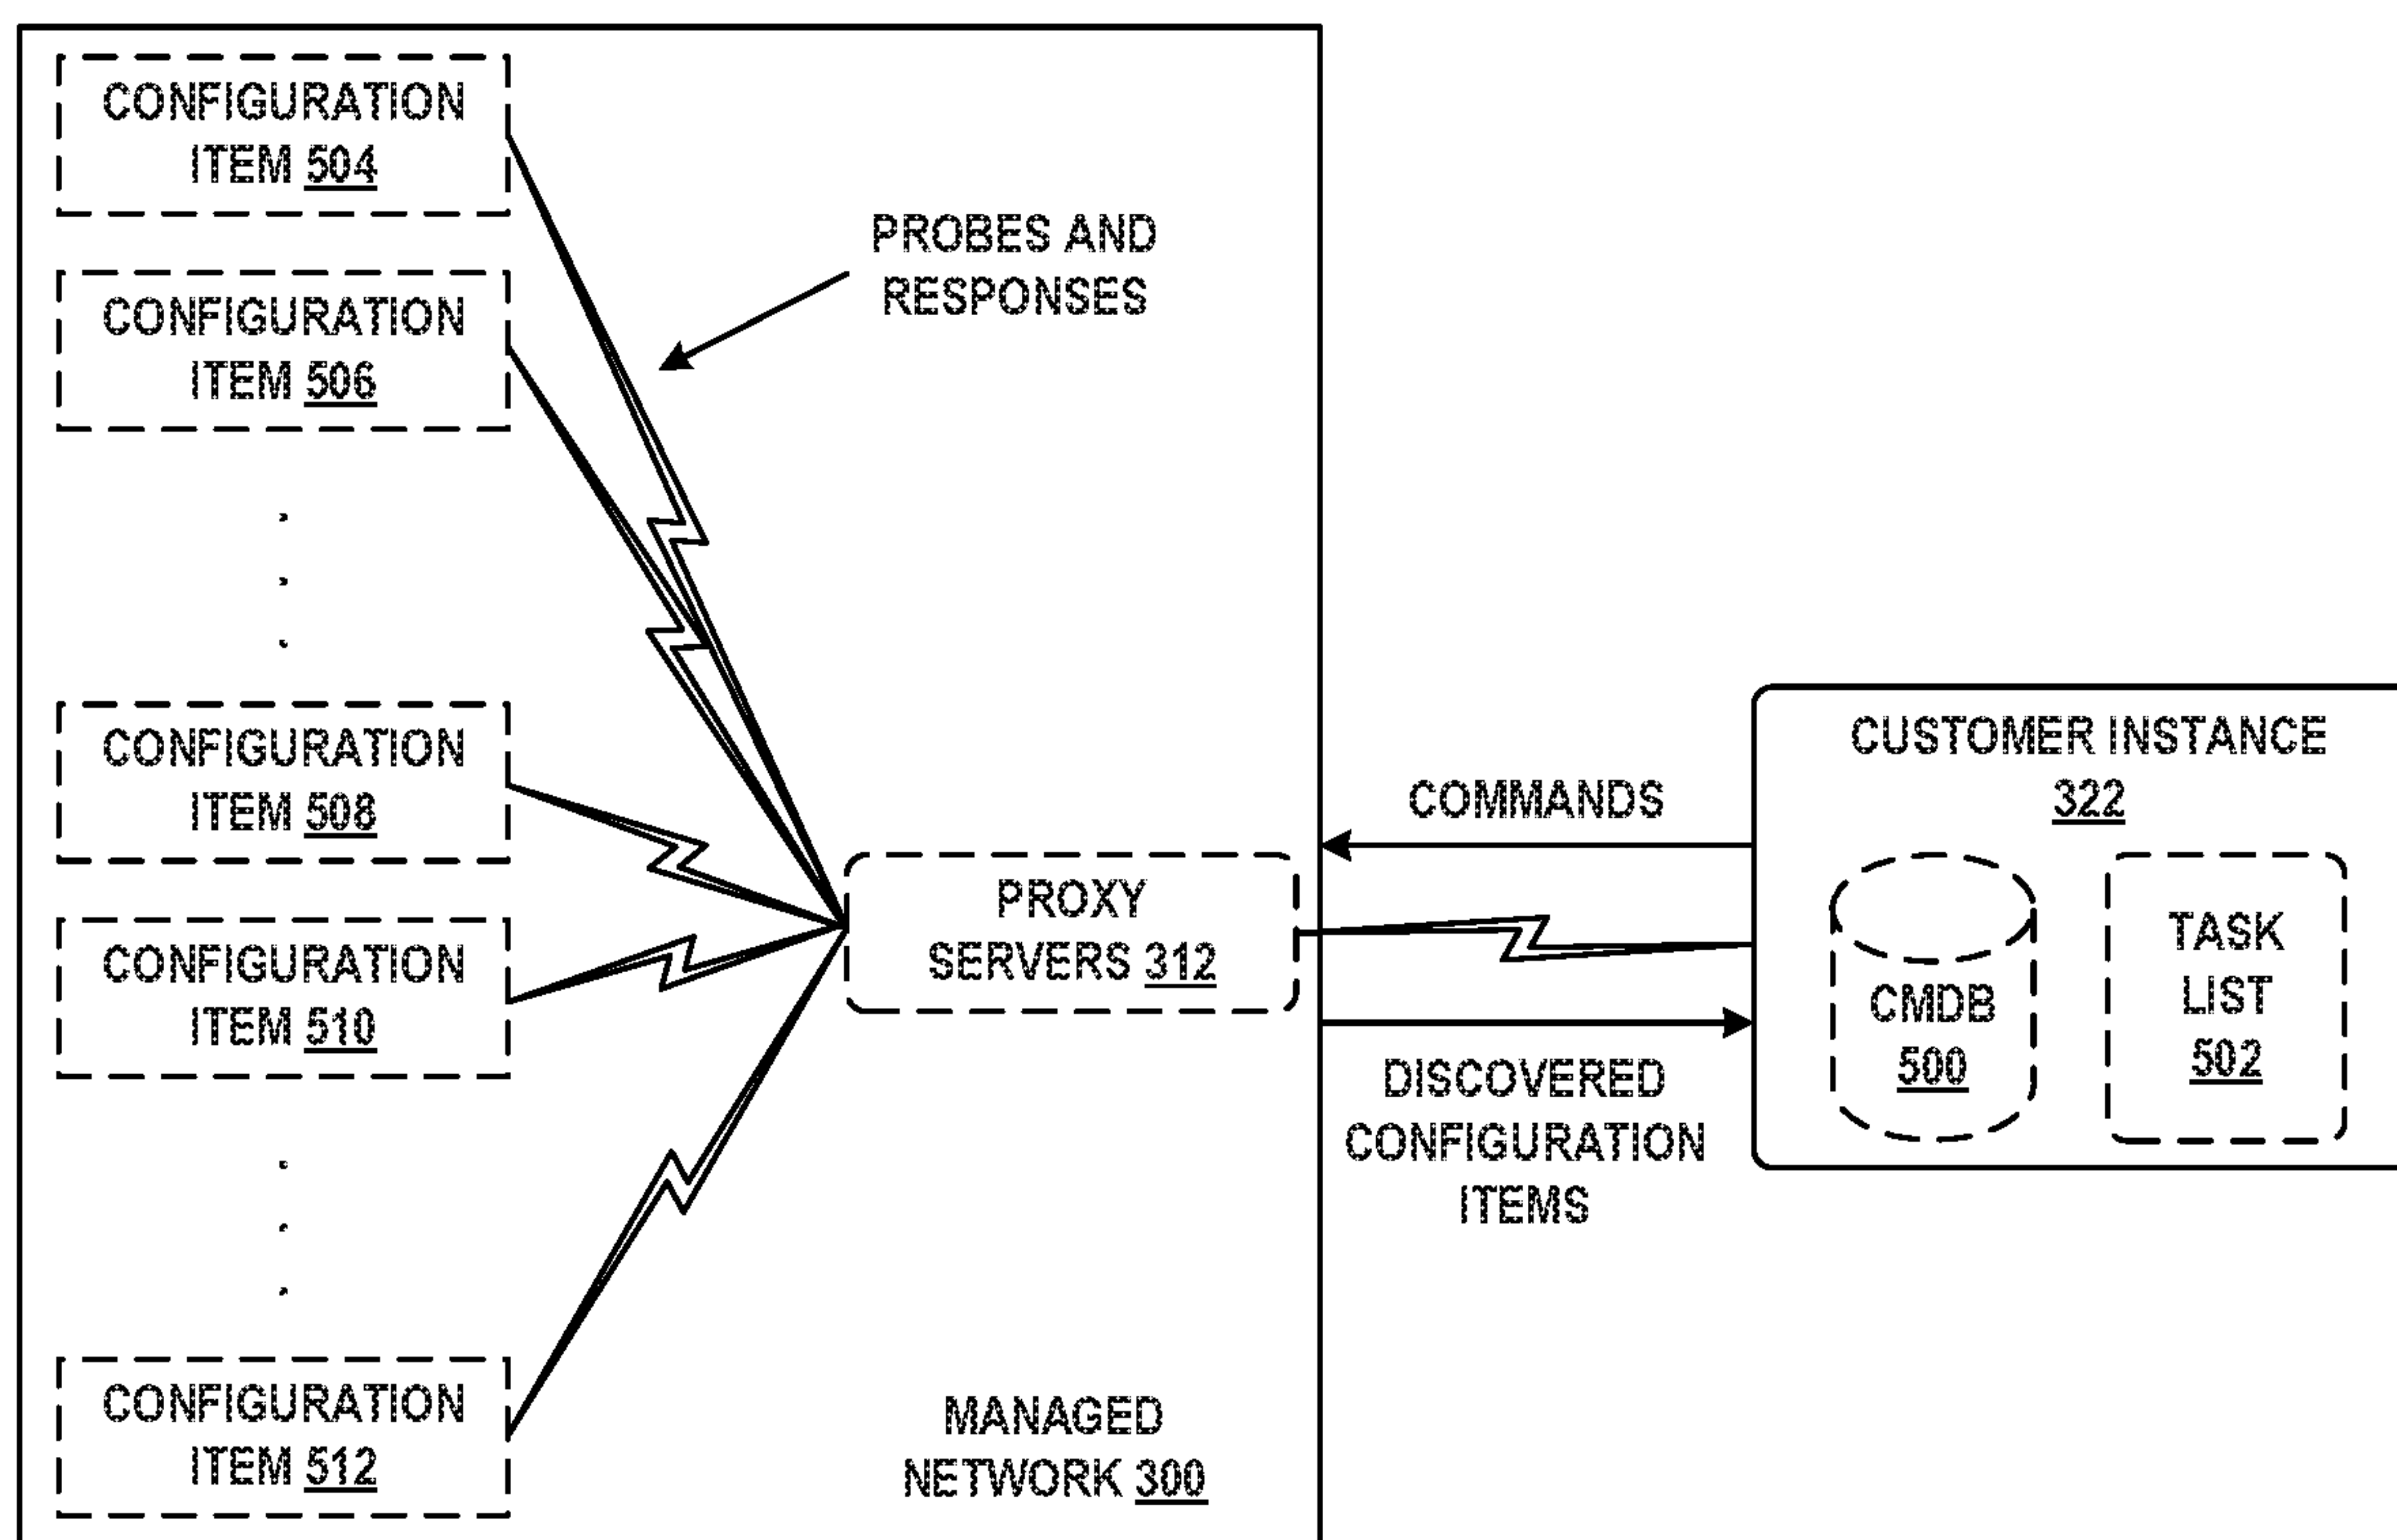 CONFIGURATION
ITEM 504
PROBES AND
RESPONSES
CONFIGURATION
ITEM 506
CONFIGURATION
ITEM 508
CONFIGURATION
ITEM 510
CONFIGURATION
ITEM 512
PROXY
SERVERS 312
MANAGED
NETWORK 300
COMMANDS
DISCOVERED
CONFIGURATION
ITEMS
CUSTOMER INSTANCE
322
CMDB
500
TASK
LIST
502